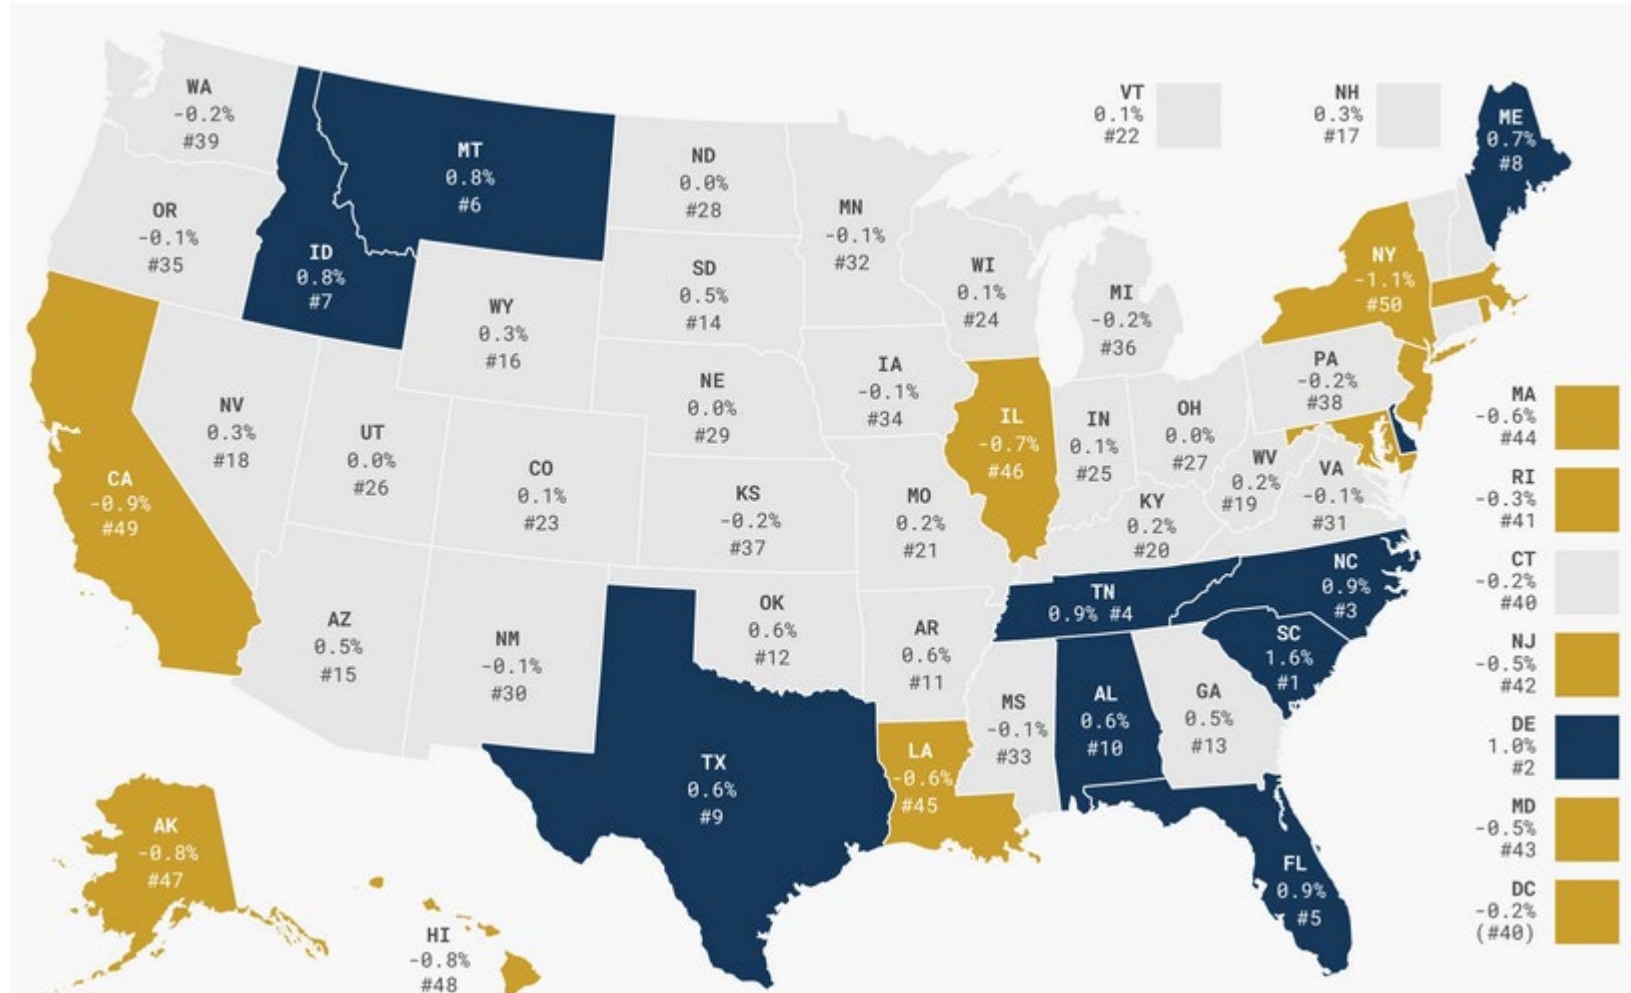 WA
-0.2%
#39
OR
-0.1%
#35
CA
-0.9%
#49
NV
0.3%
#18
ID
0.8%
#7
MT
0.8%
#6
WY
0.3%
#16
UT
0.0%
#26
AZ
0.5%
#15
CO
0.1%
#23
NM
-0.1%
#30
ND
0.0%
#28
SD
0.5%
#14
NE
0.0%
#29
KS
-0.2%
#37
OK
0.6%
#12
TX
0.6%
#9
MN
-0.1%
#32
IA
-0.1%
#34
MO
0.2%
#21
AR
0.6%
#11
LA
-0.6%
#45
WI
0.1%
#24
IL
-0.7%
#46
MI
-0.2%
#36
IN
0.1%
#25
OH
0.0%
#27
KY
0.2%
#20
TN
0.9% #4
MS
-0.1%
#33
AL
0.6%
#10
GA
0.5%
#13
FL
0.9%
#5
SC
1.6%
#1
NC
0.9%
#3
WV
0.2%
#19
VA
-0.1%
#31
PA
-0.2%
#38
NY
-1.1%
#50
VT
0.1%
#22
NH
0.3%
#17
ME
0.7%
#8
MA
-0.6%
#44
RI
-0.3%
#41
CT
-0.2%
#40
NJ
-0.5%
#42
DE
1.0%
#2
MD
-0.5%
#43
DC
-0.2%
(#40)
AK
-0.8%
#47
HI
-0.8%
#48